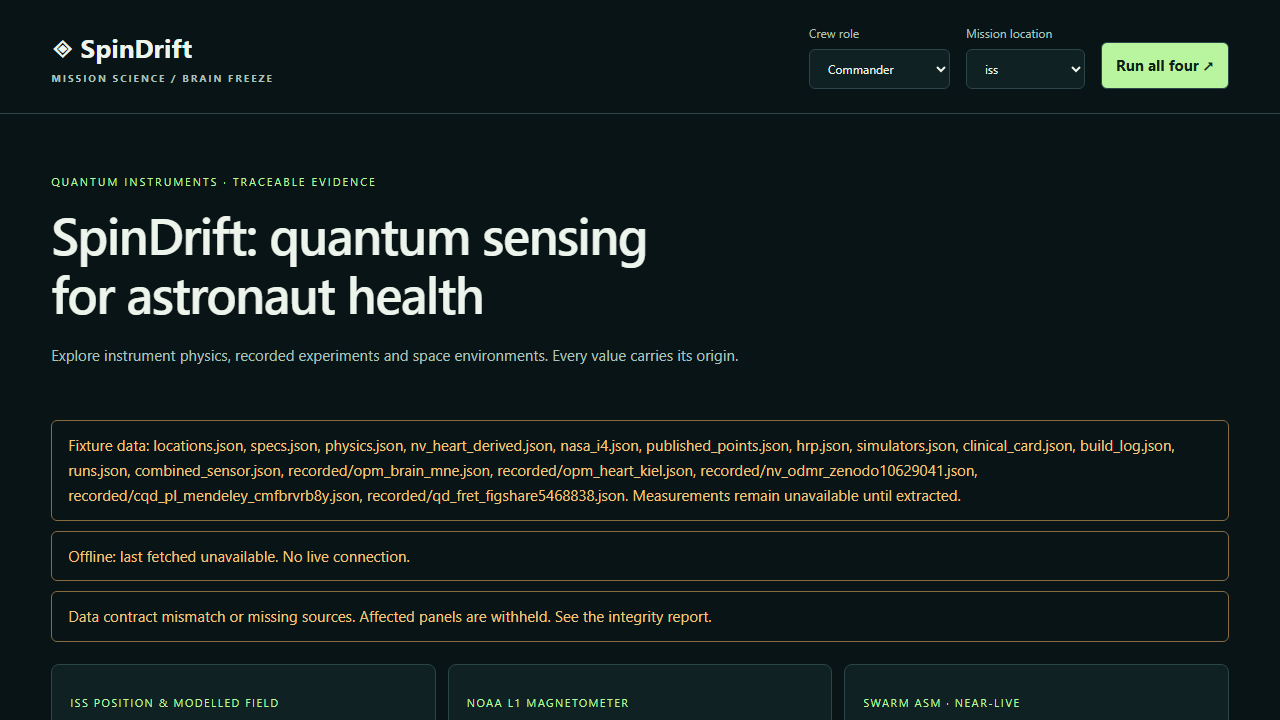 ◈ SpinDrift
MISSION SCIENCE / BRAIN FREEZE
Crew role
Mission location
Commander
iss
Run all four ↗
QUANTUM INSTRUMENTS · TRACEABLE EVIDENCE
SpinDrift: quantum sensing
for astronaut health
Explore instrument physics, recorded experiments and space environments. Every value carries its origin.
Fixture data: locations.json, specs.json, physics.json, nv_heart_derived.json, nasa_i4.json, published_points.json, hrp.json, simulators.json, clinical_card.json, build_log.json,
runs.json, combined_sensor.json, recorded/opm_brain_mne.json, recorded/opm_heart_kiel.json, recorded/nv_odmr_zenodo10629041.json,
recorded/cqd_pl_mendeley_cmfbrvrb8y.json, recorded/qd_fret_figshare5468838.json. Measurements remain unavailable until extracted.
Offline: last fetched unavailable. No live connection.
Data contract mismatch or missing sources. Affected panels are withheld. See the integrity report.
ISS POSITION & MODELLED FIELD
NOAA L1 MAGNETOMETER
SWARM ASM · NEAR-LIVE